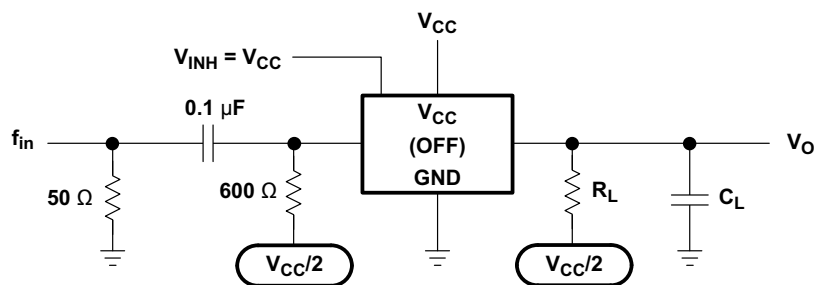 V_CC
V_INH = V_CC
0.1 µF
V_CC
f_in
(OFF)
V_O
GND
50 Ω
600 Ω
R_L
C_L
V_CC/2
V_CC/2